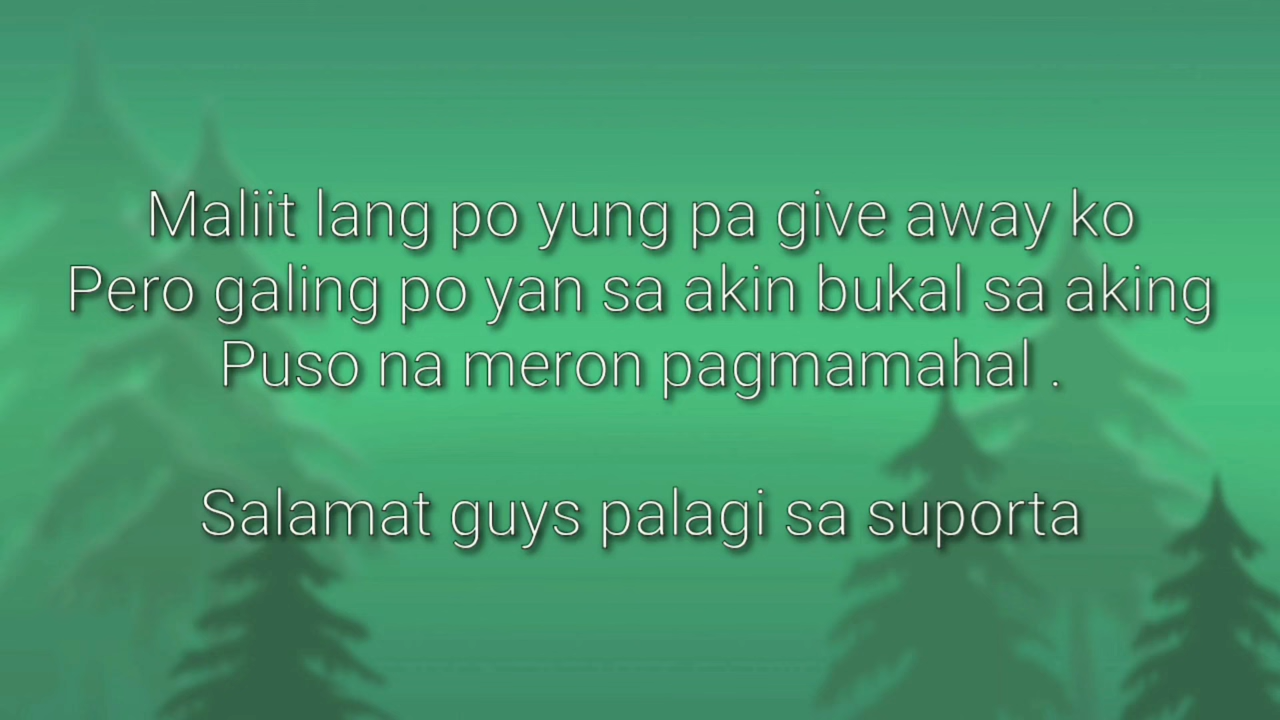 Maliit lang po yung pa give away ko
Pero galing po yan sa akin bukal sa aking
Puso na meron pagmamahal .
Salamat guys palagi sa suporta